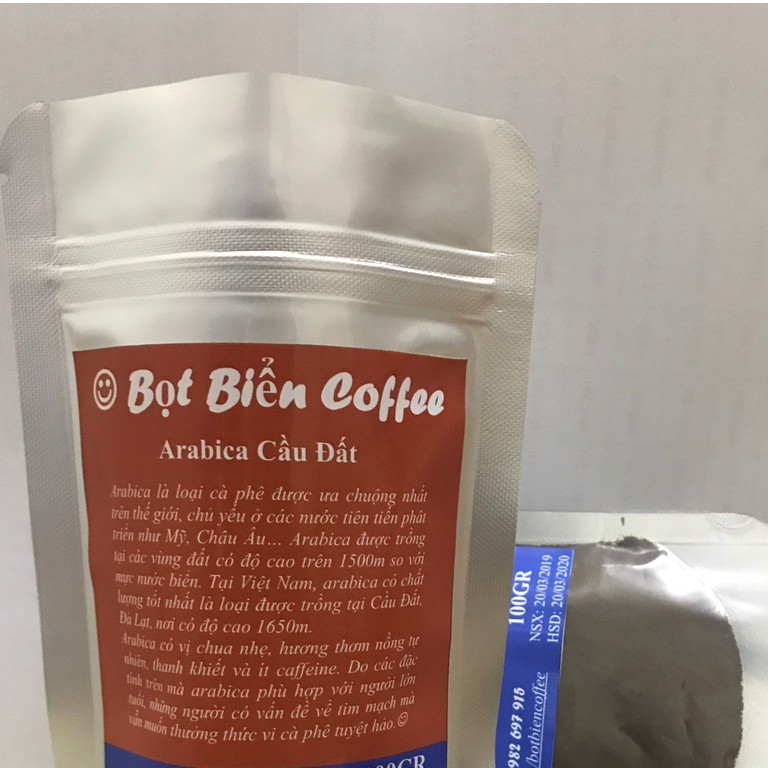 Bọt Biển Coffee
Arabica Cầu Đất
Arabica là loại cà phê được ưa chuộng nhất
trên thế giới, chủ yếu ở các nước tiên tiến phát
triển như Mỹ, Châu Âu... Arabica được trồng
tại các vùng đất có độ cao trên 1500m so với
mực nước biển. Tại Việt Nam, arabica có chất
lượng tốt nhất là loại được trồng tại Cầu Đất,
Đà Lạt, nơi có độ cao 1650m.
Arabica có vị chua nhẹ, hương thơm nồng tự
nhiên, thanh khiết và ít caffeine. Do các đặc
tính trên mà arabica phù hợp với người lớn
tuổi, những người có vấn đề về tim mạch mà
vẫn muốn thưởng thức vi cà phê tuyệt hảo.
00GR
100GR
NSX: 20/03/2019
HSD: 20/03/2020
982 697 915
/botbiencoffee